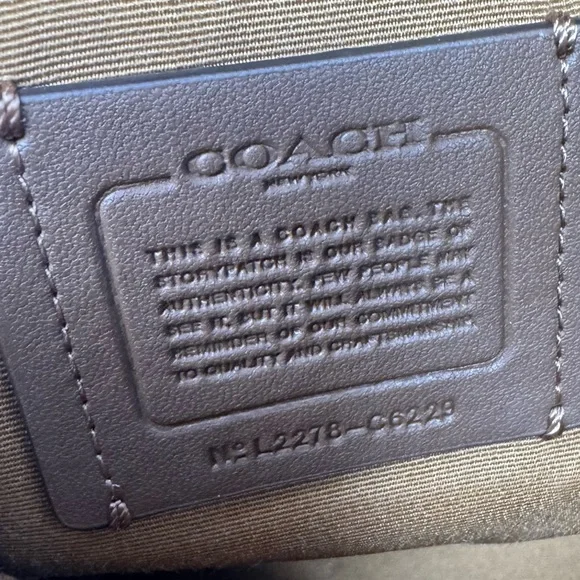 COACH
NEW YORK
THIS IS A COACH BAG. THE
STORYPATCH IS OUR BADGE OF
AUTHENTICITY. FEW PEOPLE MAY
SEE IT, BUT IT WILL ALWAYS BE A
REMINDER OF OUR COMMITMENT
TO QUALITY AND CRAFTSMANSHIP.
No L2278-C6229